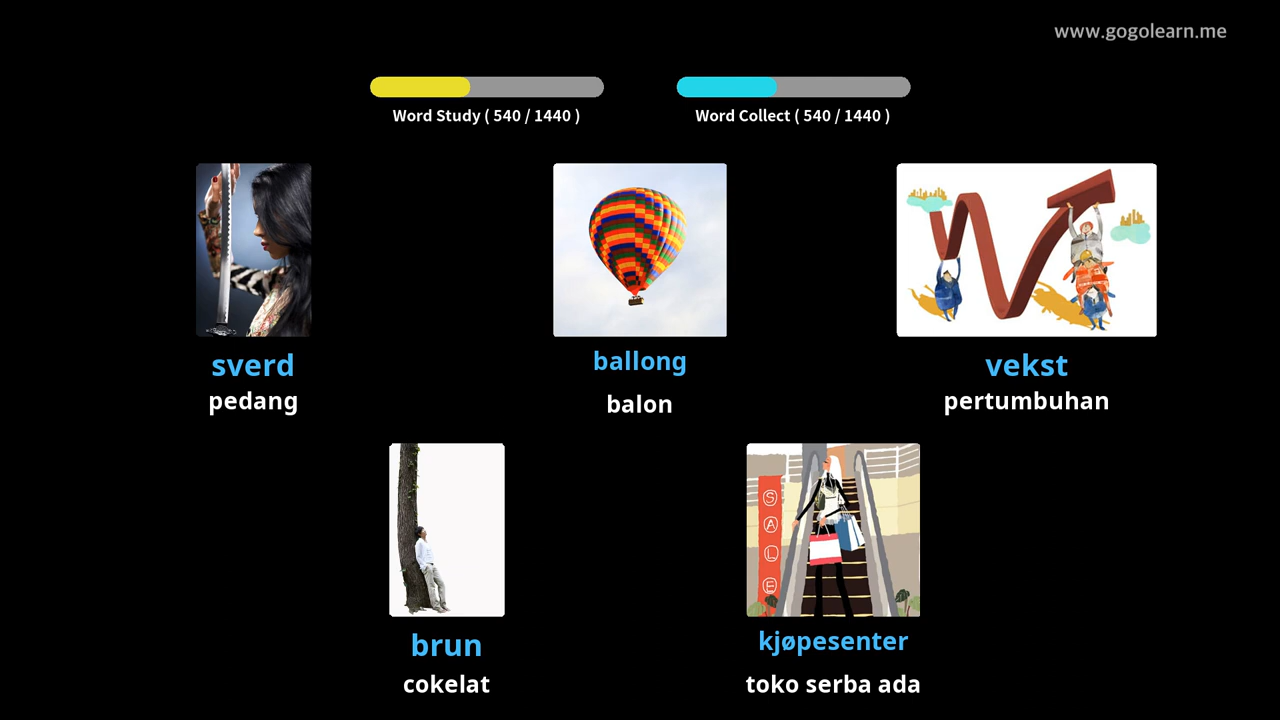 www.gogolearn.me
Word Study ( 540 / 1440 )
Word Collect ( 540 / 1440 )
sverd
pedang
ballong
balon
vekst
pertumbuhan
brun
cokelat
SALE
kjøpesenter
toko serba ada